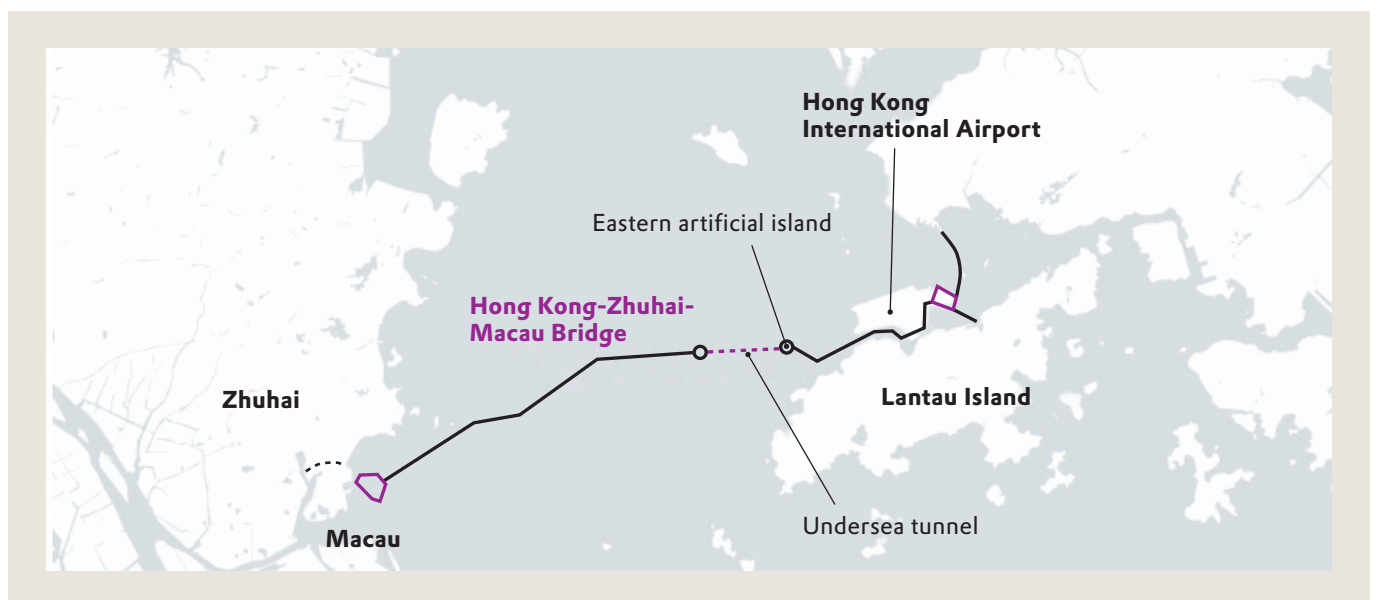 Hong Kong
International Airport
Eastern artificial island
Hong Kong-Zhuhai-
Macau Bridge
Zhuhai
Lantau Island
Undersea tunnel
Macau